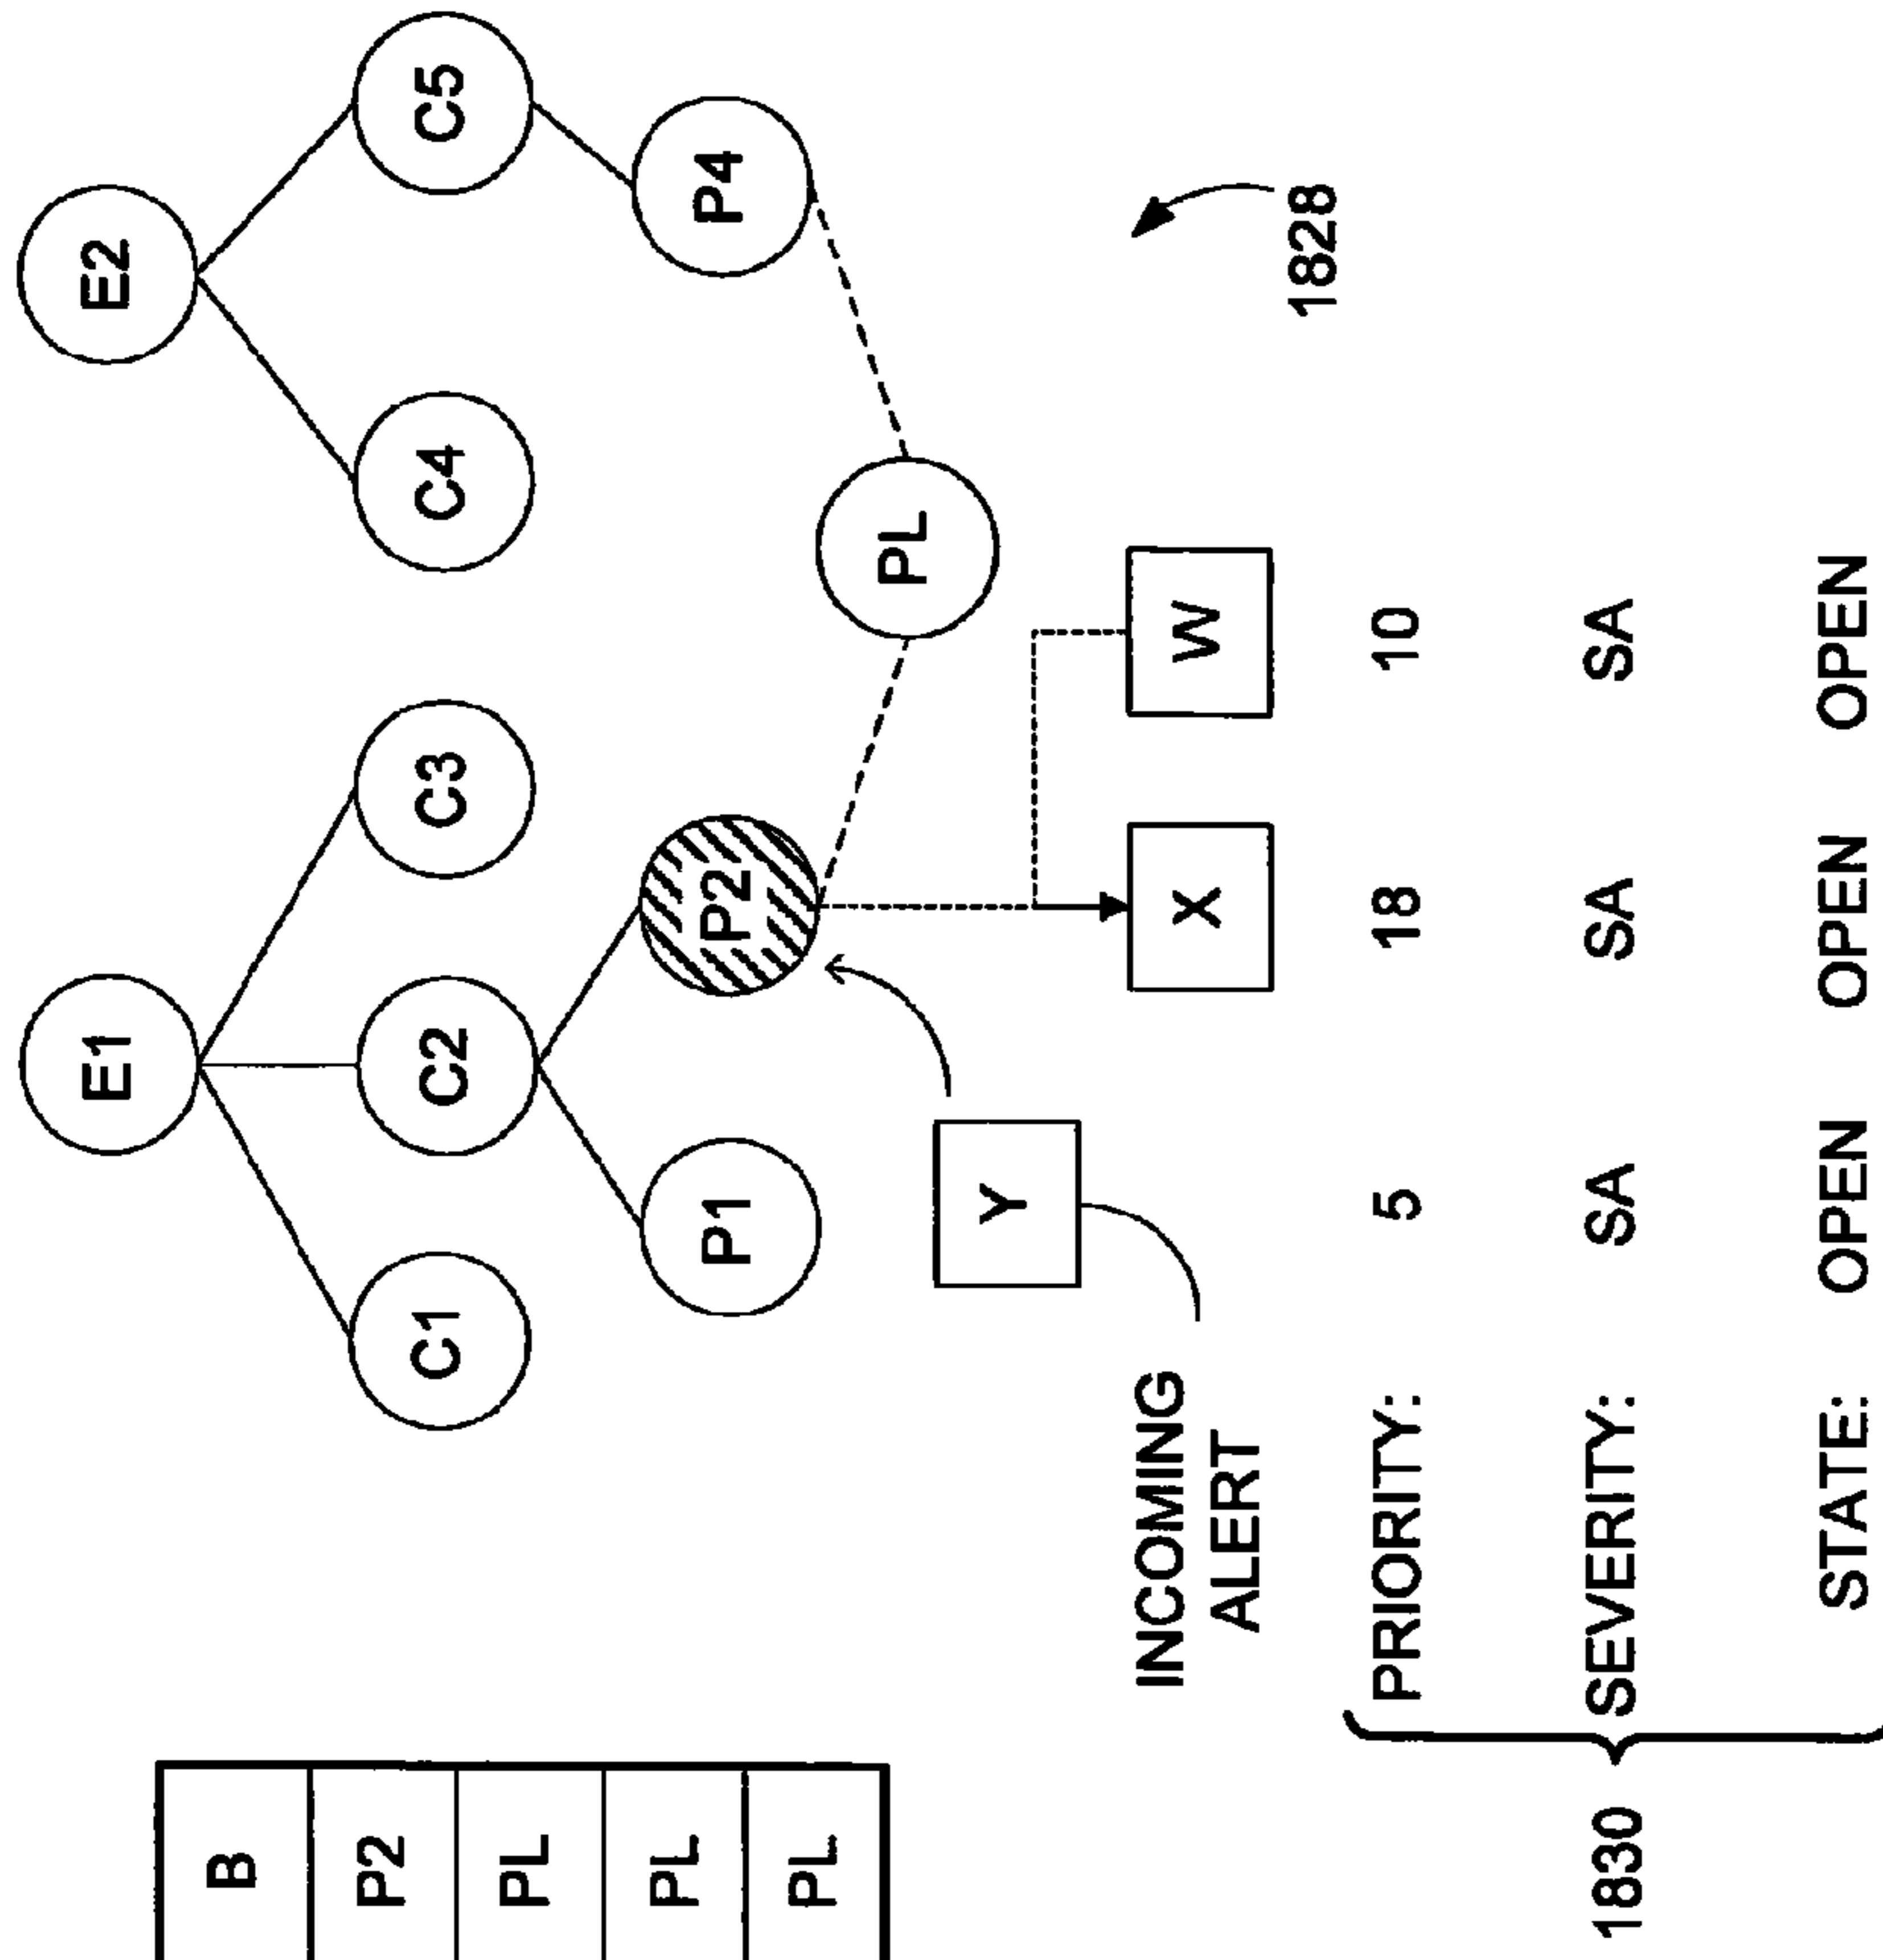 E1
E2
B
P2
C1
C2
C3
C4
C5
PL
PL
P1
P2
P4
PL
PL
Y
INCOMING
ALERT
X
W
1828
PRIORITY: 5 18 10
1830 SEVERITY: SA SA SA
STATE: OPEN OPEN OPEN